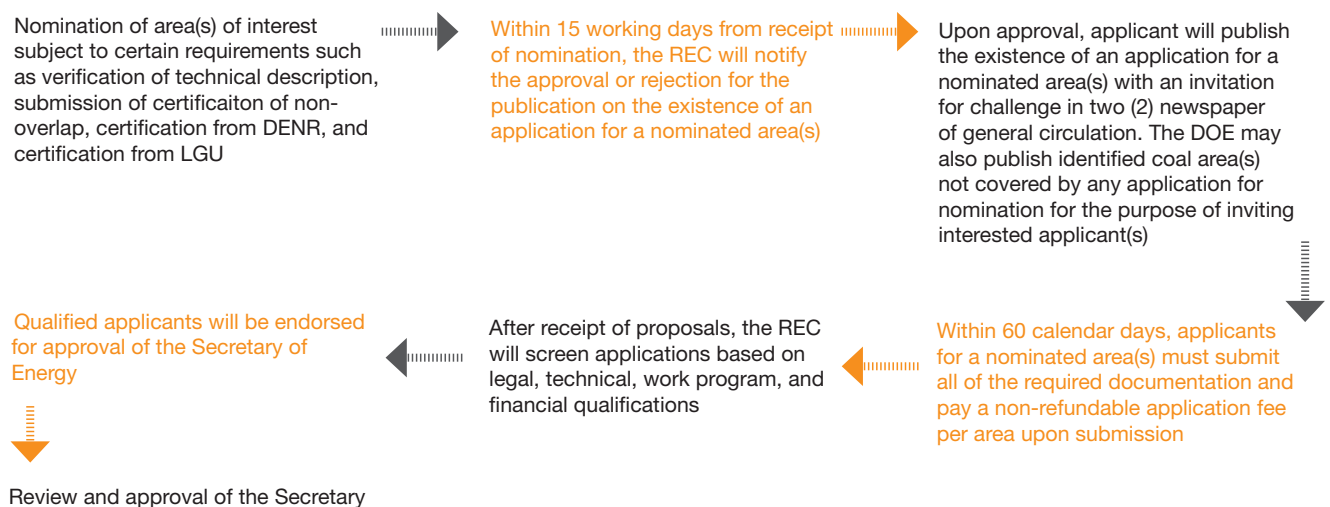 Nomination of area(s) of interest
subject to certain requirements such
as verification of technical description,
submission of certificaiton of non-
overlap, certification from DENR, and
certification from LGU
Within 15 working days from receipt
of nomination, the REC will notify
the approval or rejection for the
publication on the existence of an
application for a nominated area(s)
Upon approval, applicant will publish
the existence of an application for a
nominated area(s) with an invitation
for challenge in two (2) newspaper
of general circulation. The DOE may
also publish identified coal area(s)
not covered by any application for
nomination for the purpose of inviting
interested applicant(s)
Within 60 calendar days, applicants
for a nominated area(s) must submit
all of the required documentation and
pay a non-refundable application fee
per area upon submission
After receipt of proposals, the REC
will screen applications based on
legal, technical, work program, and
financial qualifications
Qualified applicants will be endorsed
for approval of the Secretary of
Energy
Review and approval of the Secretary